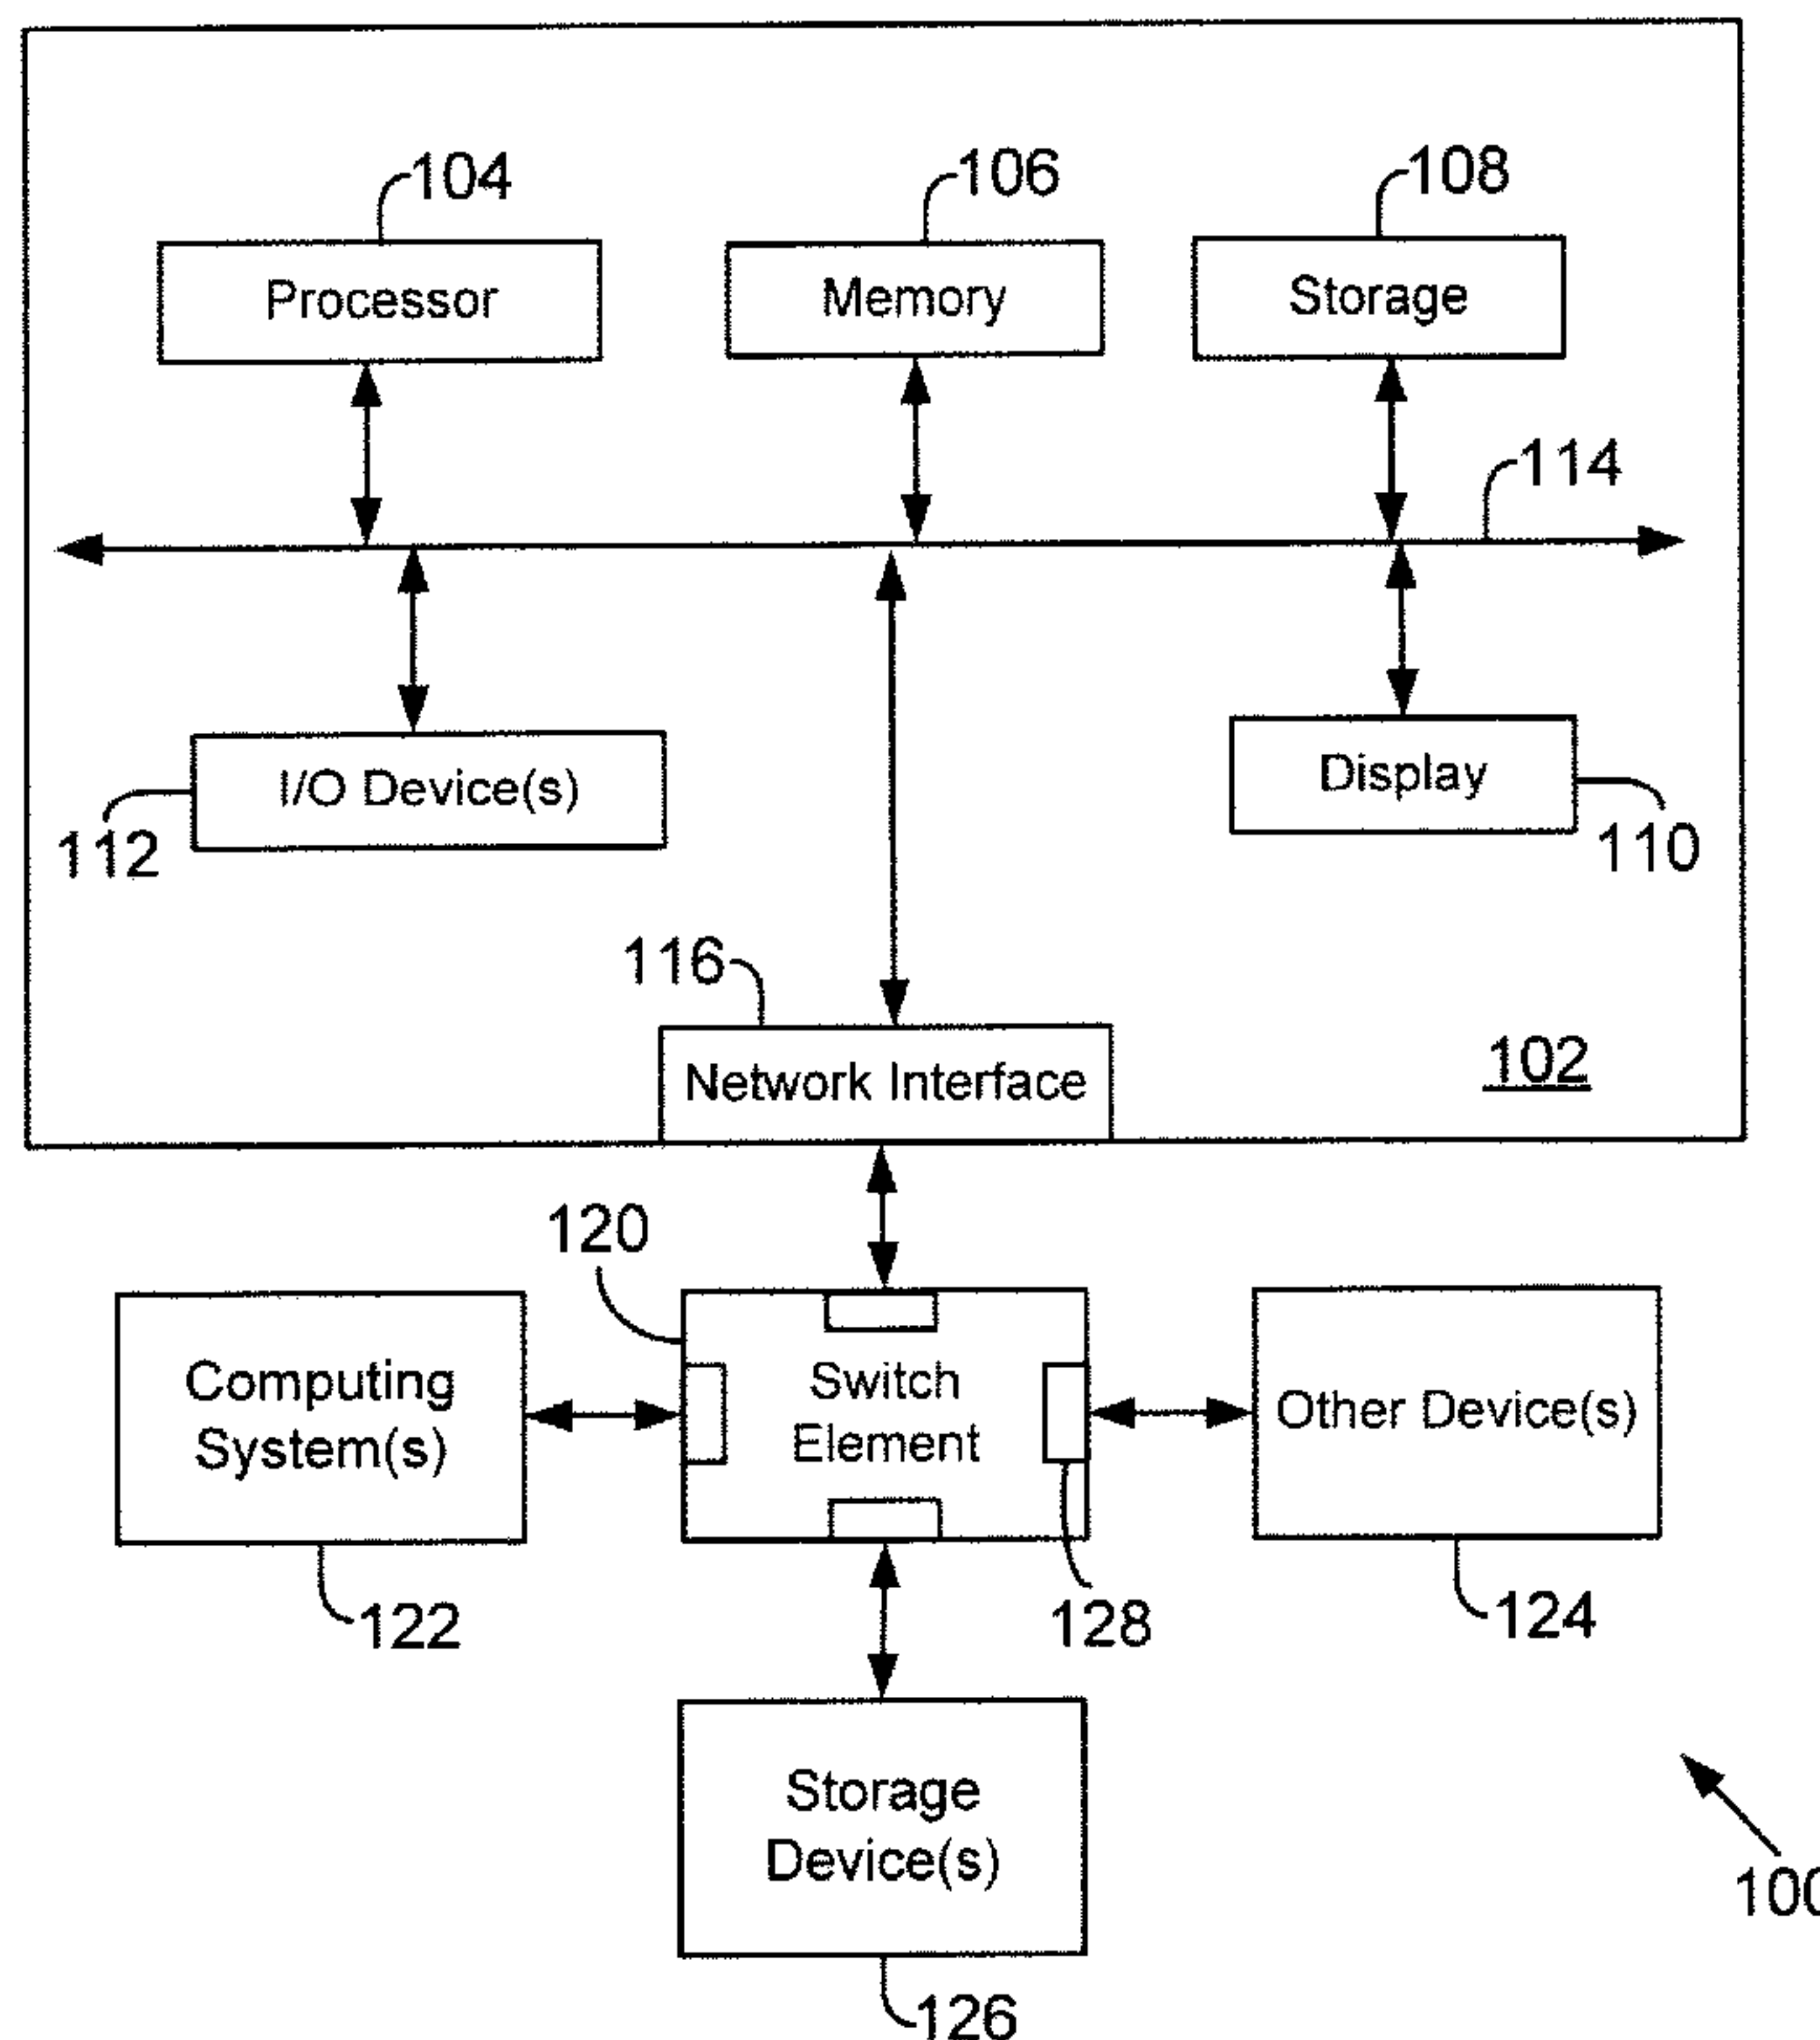 104
106
108
Processor
Memory
Storage
114
I/O Device(s)
Display
112
110
116
Network Interface
102
120
Computing
System(s)
Switch
Element
Other Device(s)
122
128
124
Storage
Device(s)
100
126